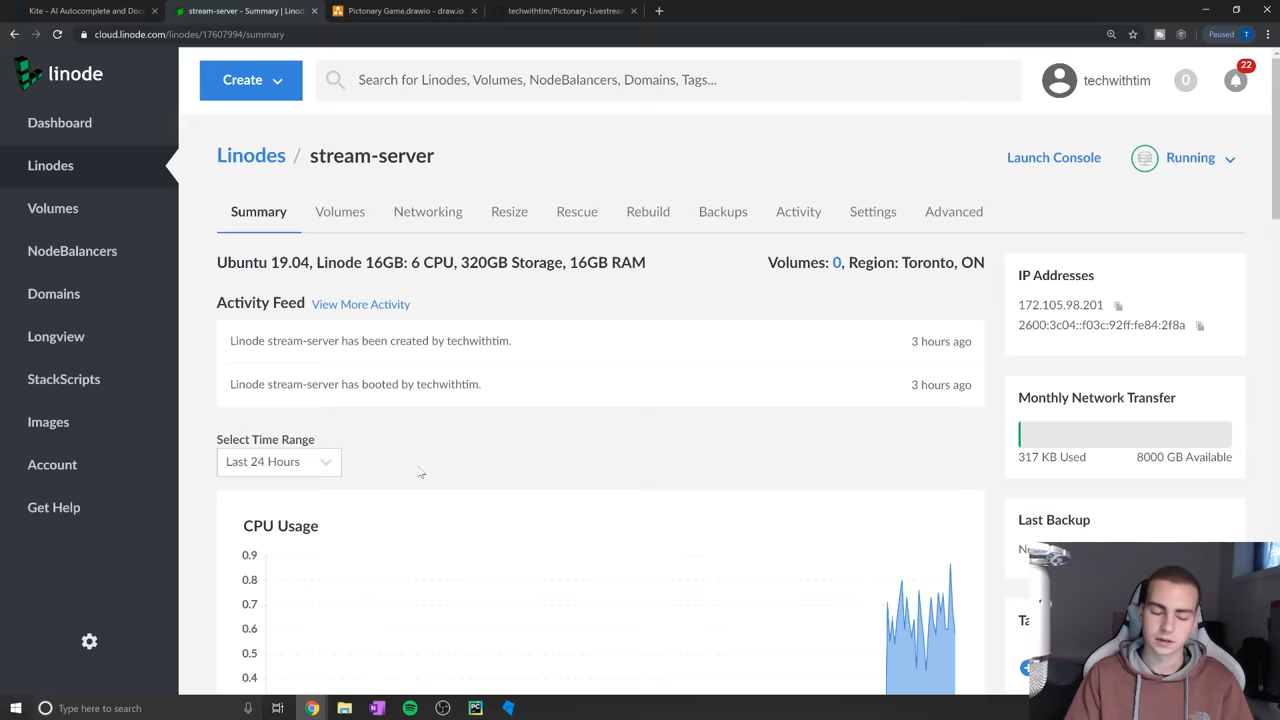 Kite - AI Autocomplete and Doc
stream-server - Summary | Linod
Pictonary Game.drawio - draw.io
techwithtim/Pictonary-Livestream
cloud.linode.com/linodes/17607994/summary
Paused
T
linode
Create
Search for Linodes, Volumes, NodeBalancers, Domains, Tags...
techwithtim
0
22
Dashboard
Linodes
Volumes
NodeBalancers
Domains
Longview
StackScripts
Images
Account
Get Help
Linodes / stream-server
Launch Console
Running
Summary
Volumes
Networking
Resize
Rescue
Rebuild
Backups
Activity
Settings
Advanced
Ubuntu 19.04, Linode 16GB: 6 CPU, 320GB Storage, 16GB RAM
Volumes: 0, Region: Toronto, ON
Activity Feed
View More Activity
Linode stream-server has been created by techwithtim.
3 hours ago
Linode stream-server has booted by techwithtim.
3 hours ago
Select Time Range
Last 24 Hours
CPU Usage
0.9
0.8
0.7
0.6
0.5
0.4
IP Addresses
172.105.98.201
2600:3c04::f03c:92ff:fe84:2f8a
Monthly Network Transfer
317 KB Used
8000 GB Available
Last Backup
Type here to search